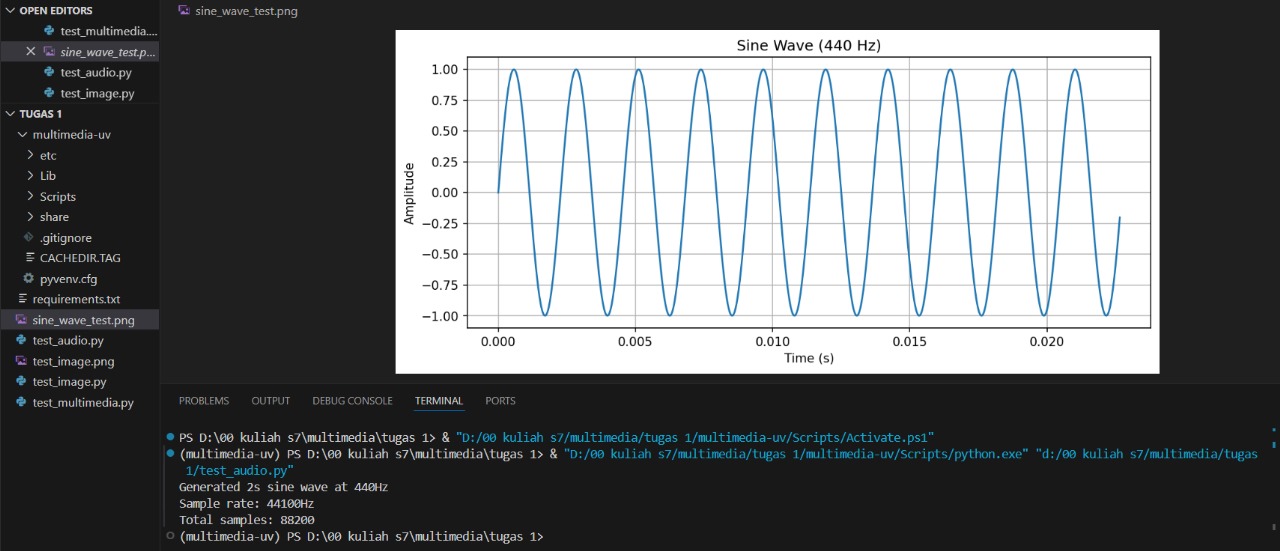 OPEN EDITORS
test_multimedia....
sine_wave_test.p...
test_audio.py
test_image.py
TUGAS 1
multimedia-uv
etc
Lib
Scripts
share
.gitignore
CACHEDIR.TAG
pyvenv.cfg
requirements.txt
sine_wave_test.png
test_audio.py
test_image.png
test_image.py
test_multimedia.py
sine_wave_test.png
Sine Wave (440 Hz)
1.00
0.75
0.50
0.25
0.00
−0.25
−0.50
−0.75
−1.00
Amplitude
0.000 0.005 0.010 0.015 0.020
Time (s)
PROBLEMS OUTPUT DEBUG CONSOLE TERMINAL PORTS
PS D:\00 kuliah s7\multimedia\tugas 1> & "D:/00 kuliah s7/multimedia/tugas 1/multimedia-uv/Scripts/Activate.ps1"
(multimedia-uv) PS D:\00 kuliah s7\multimedia\tugas 1> & "D:/00 kuliah s7/multimedia/tugas 1/multimedia-uv/Scripts/python.exe" "d:/00 kuliah s7/multimedia/tugas
1/test_audio.py"
Generated 2s sine wave at 440Hz
Sample rate: 44100Hz
Total samples: 88200
(multimedia-uv) PS D:\00 kuliah s7\multimedia\tugas 1>